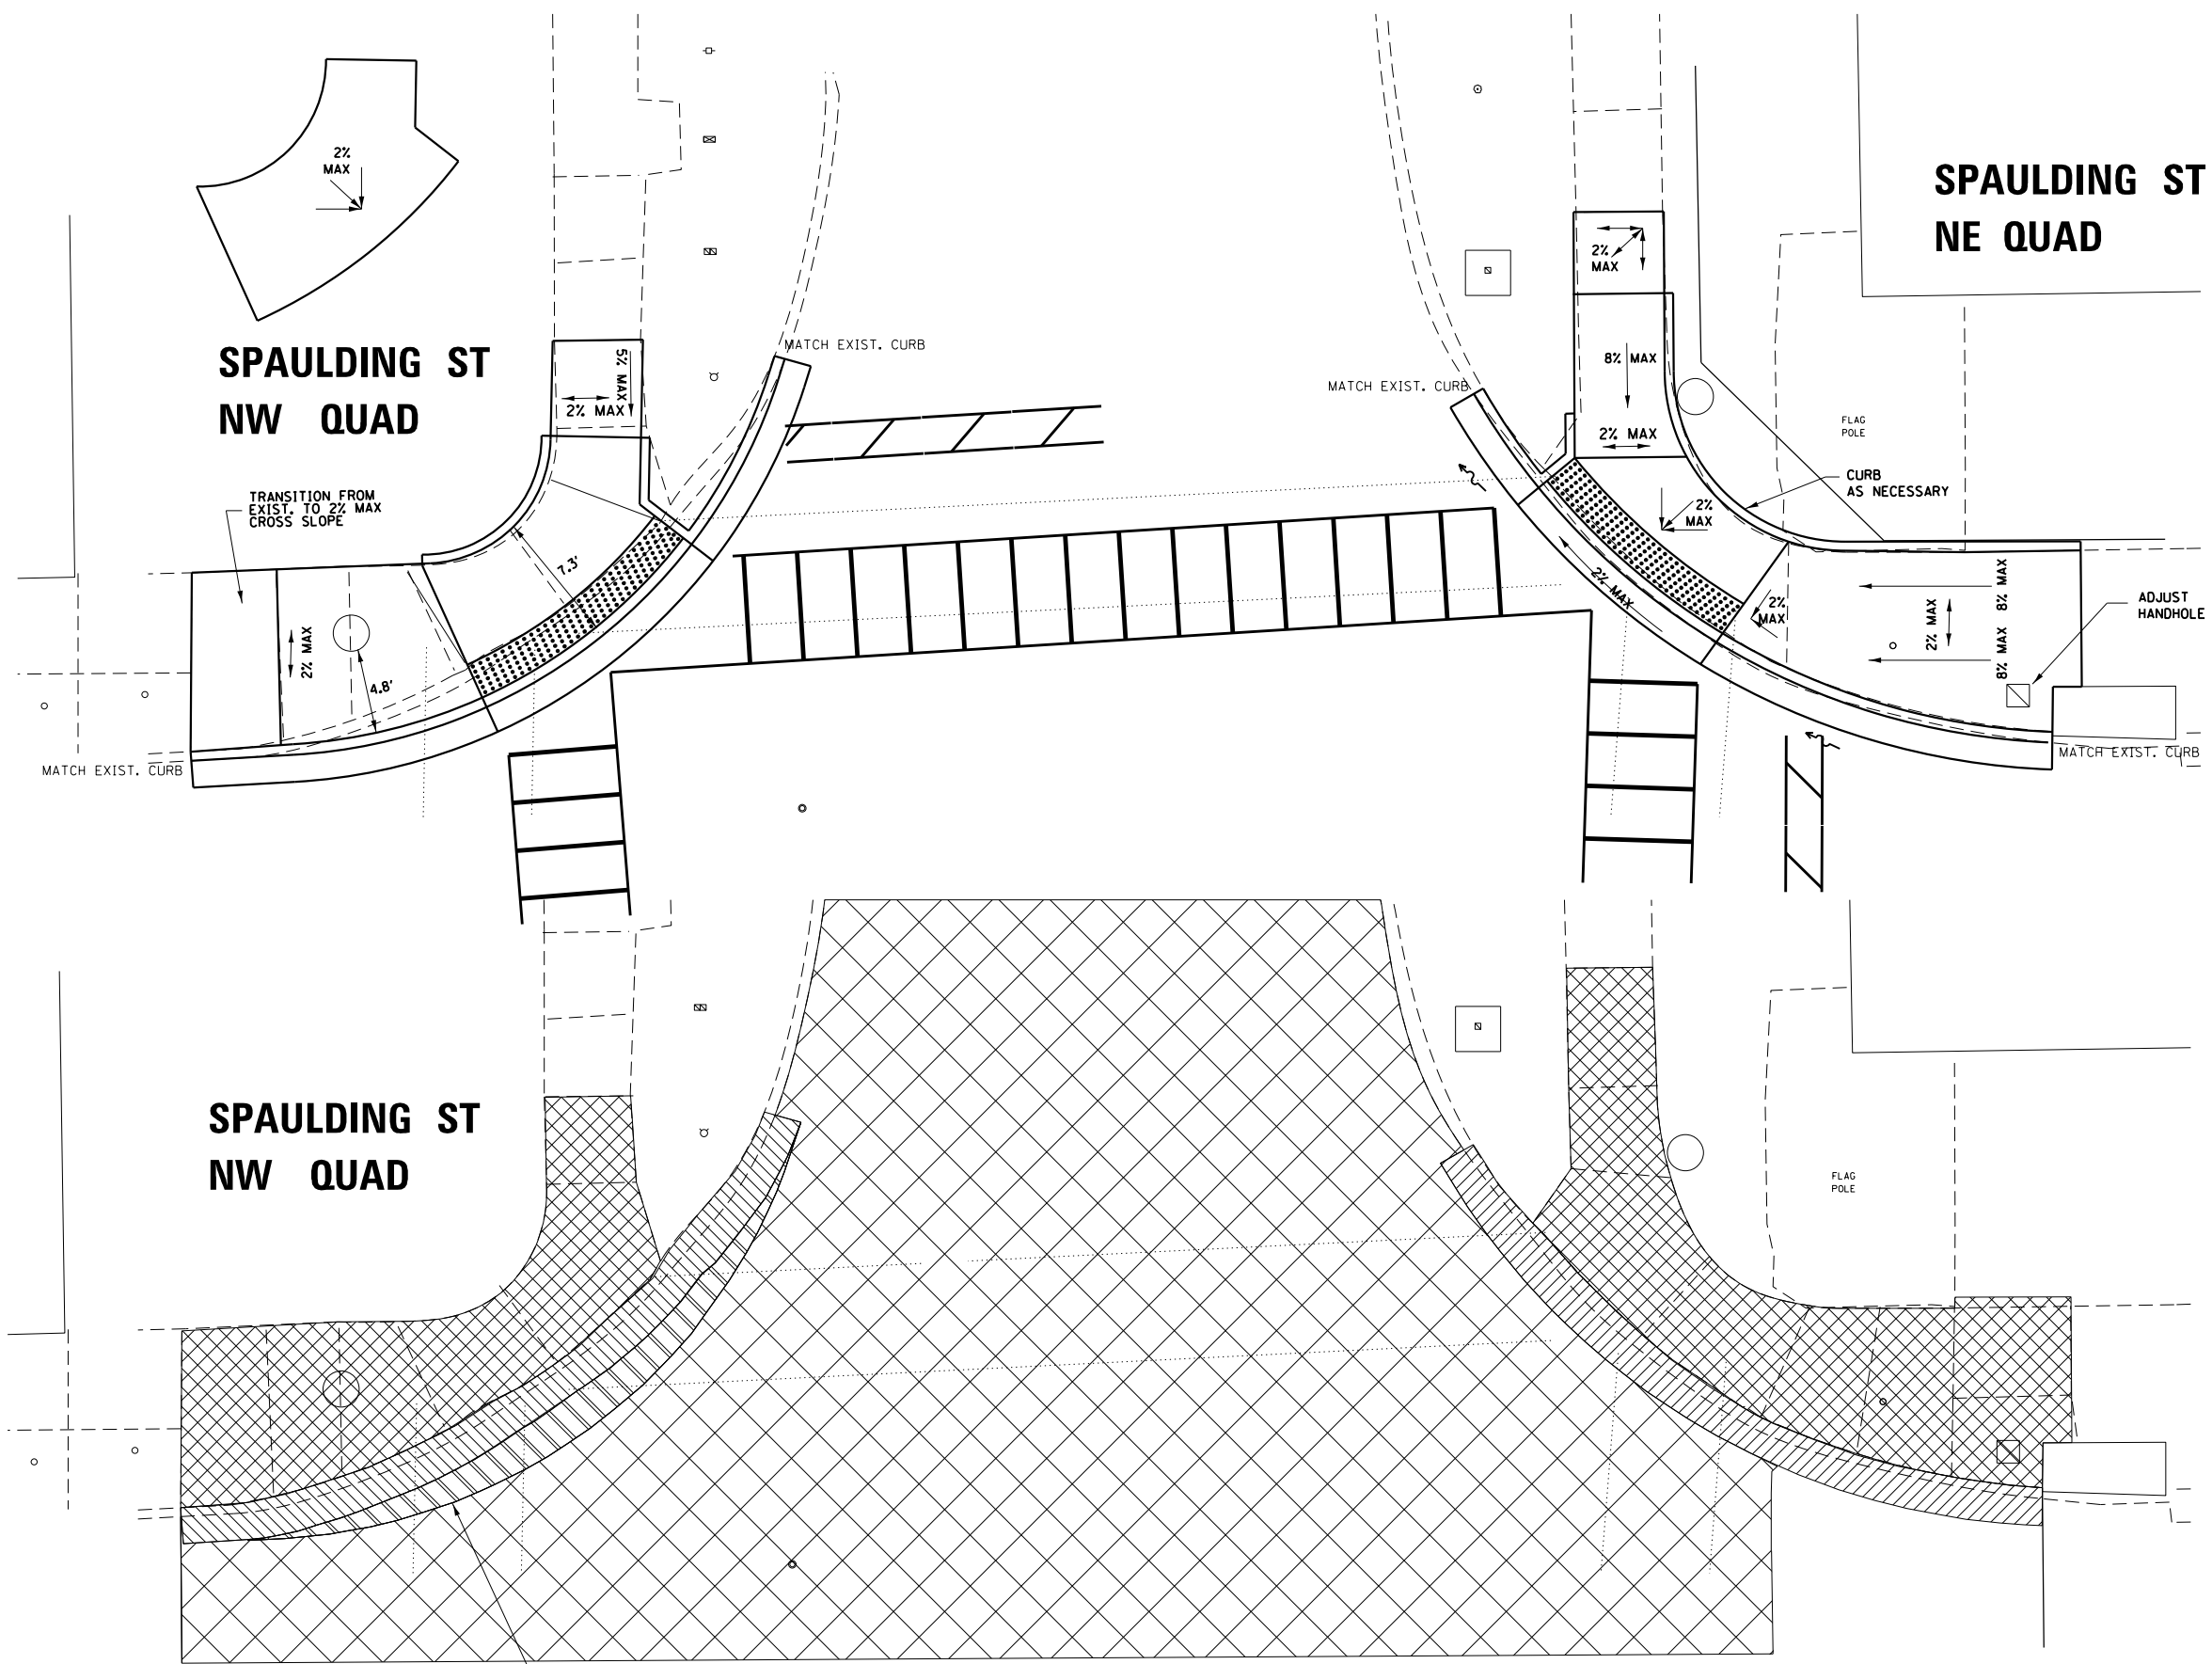 2%
MAX
SPAULDING ST
NE QUAD
SPAULDING ST
NW QUAD
MATCH EXIST. CURB
5% MAX
2% MAX
TRANSITION FROM
EXIST. TO 2% MAX
CROSS SLOPE
7.3'
2% MAX
4.8'
MATCH EXIST. CURB
2%
MAX
8% MAX
MATCH EXIST. CURB
2% MAX
FLAG
POLE
CURB
AS NECESSARY
2%
MAX
2% MAX
2%
MAX
8% MAX
2% MAX
8% MAX
ADJUST
HANDHOLE
MATCH EXIST. CURB
SPAULDING ST
NW QUAD
FLAG
POLE